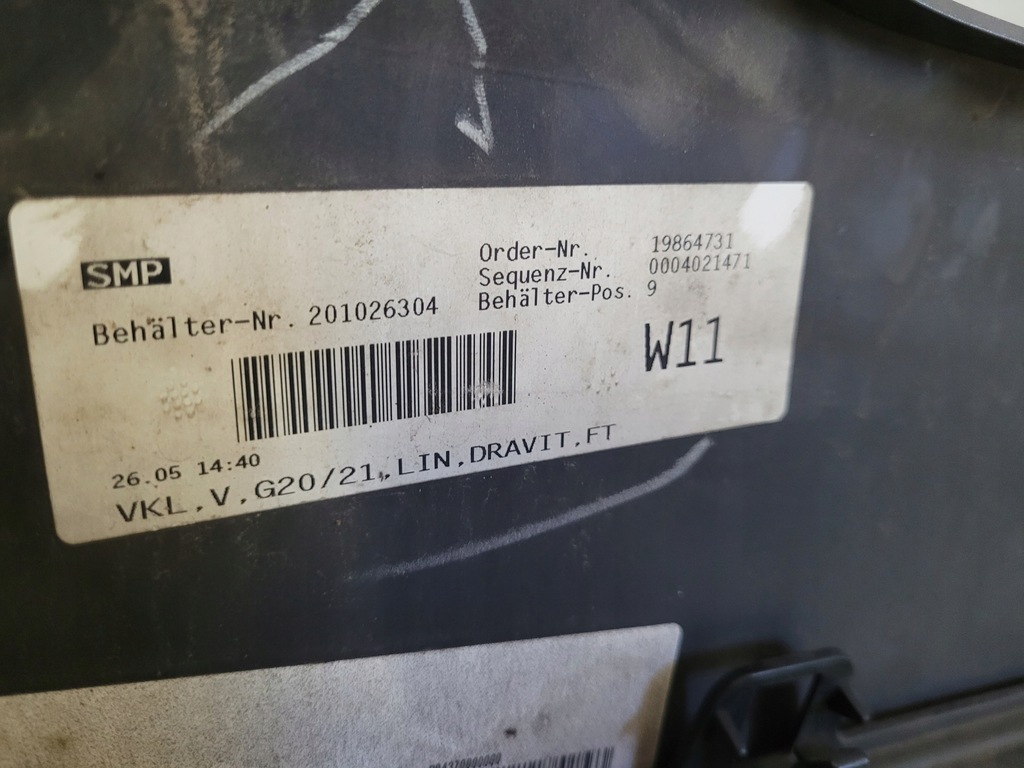 SMP
Order-Nr. 19864731
Sequenz-Nr. 0004021471
Behälter-Pos. 9
Behälter-Nr. 201026304
W11
26.05 14:40
VKL,V,G20/21,,LIN,DRAVIT,FT